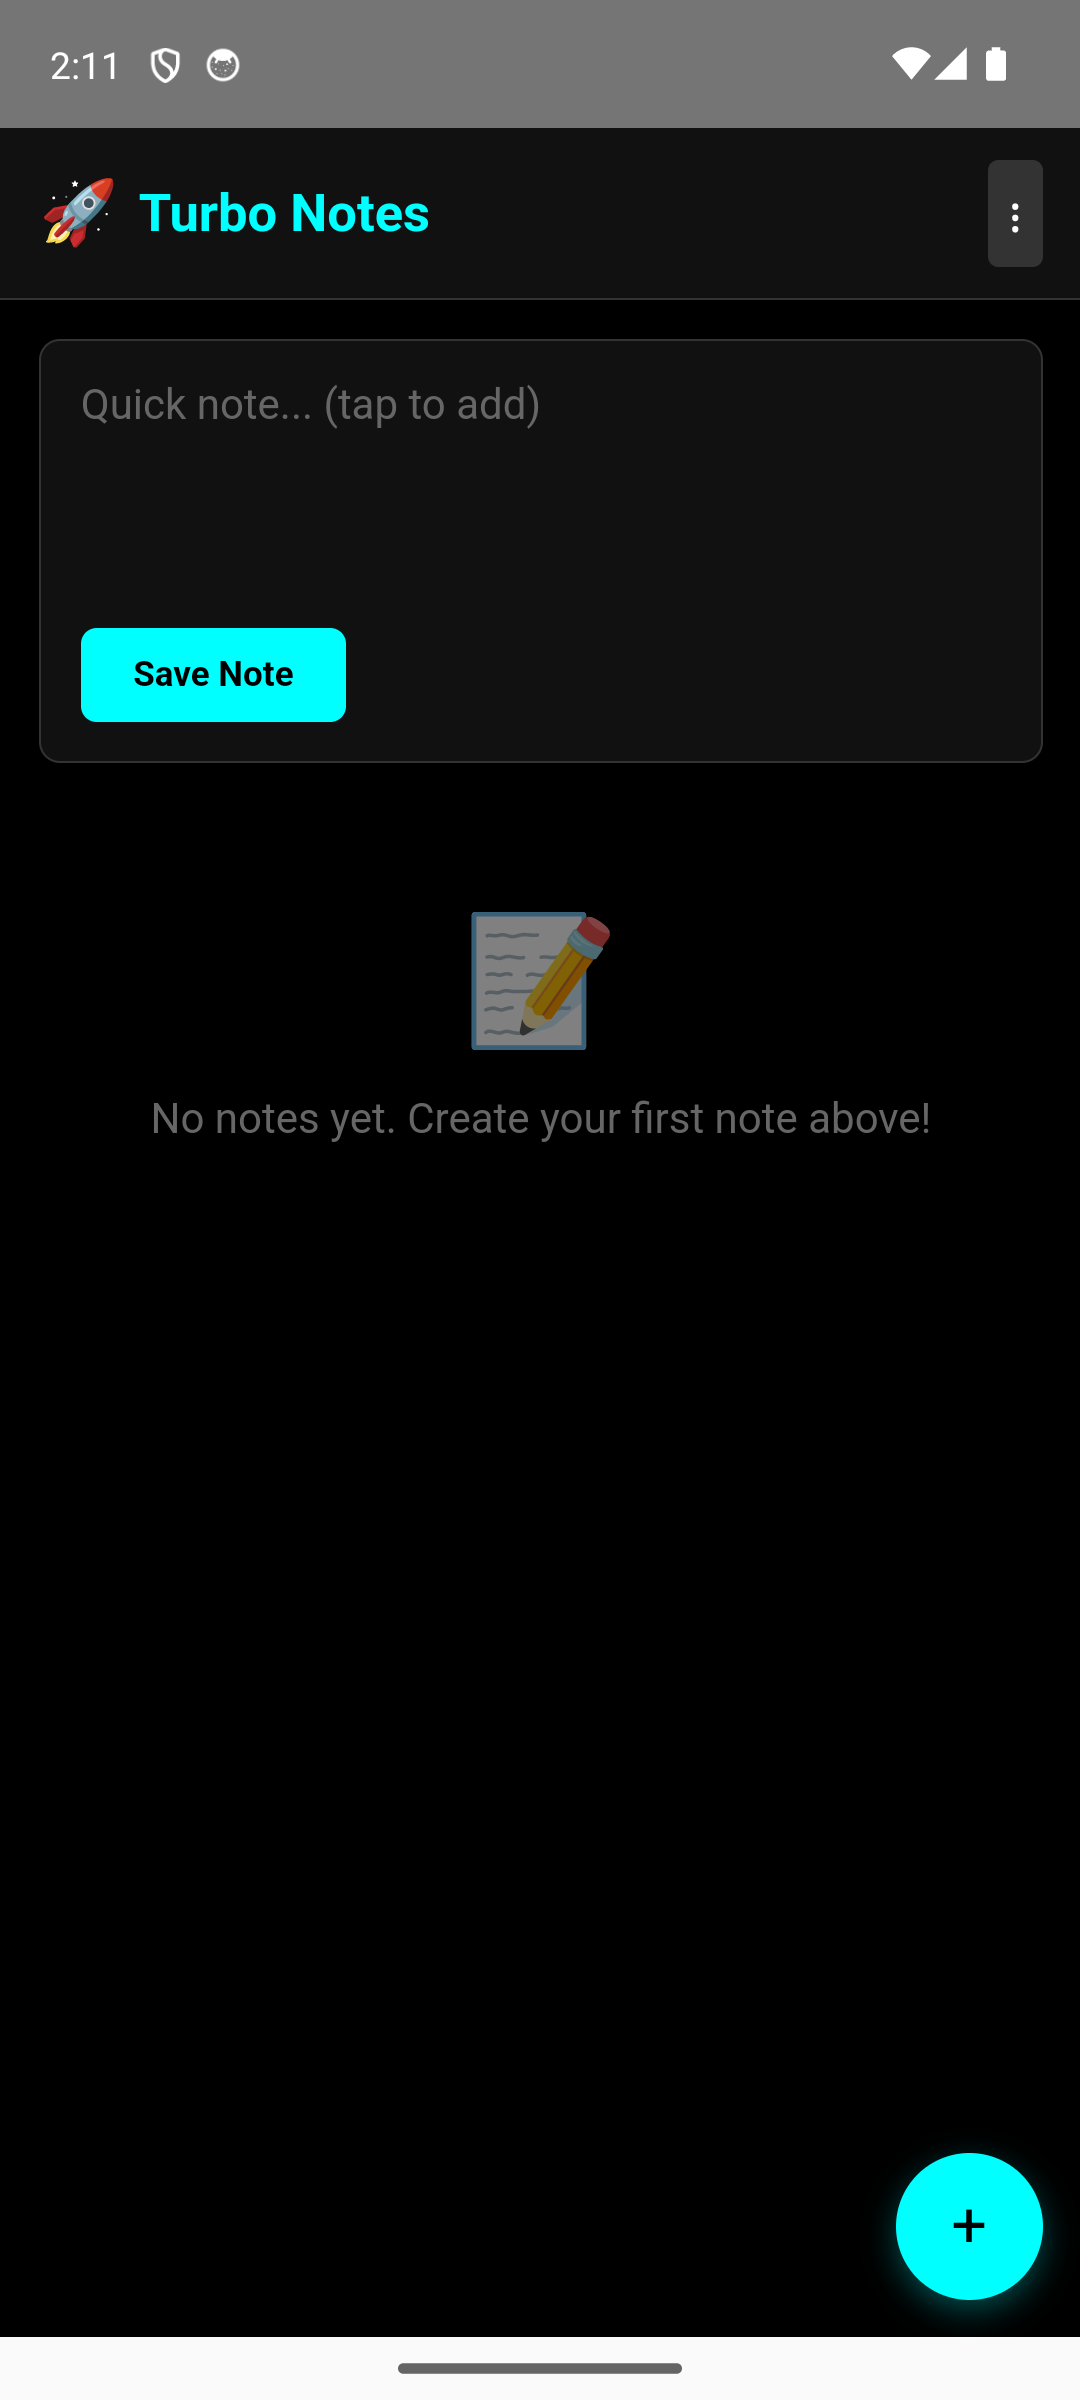 2:11
🚀 Turbo Notes
Quick note... (tap to add)
Save Note
No notes yet. Create your first note above!
+